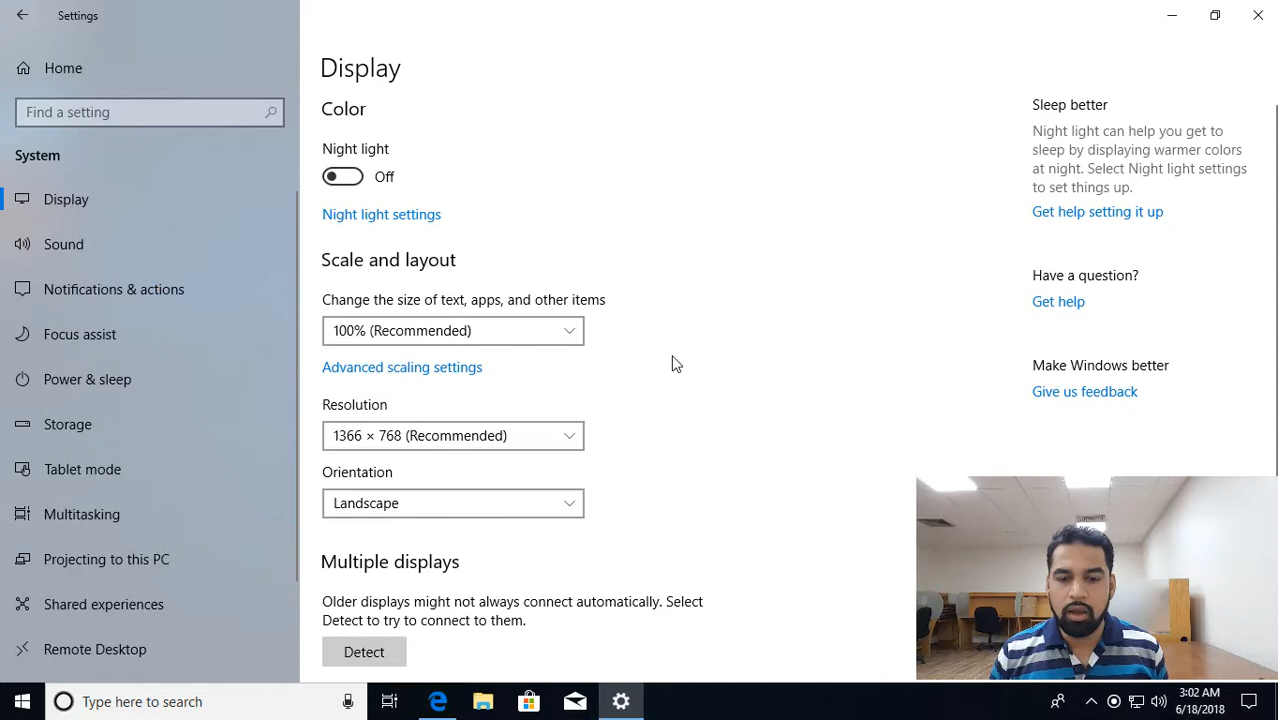 Settings
Home
Find a setting
System
Display
Sound
Notifications & actions
Focus assist
Power & sleep
Storage
Tablet mode
Multitasking
Projecting to this PC
Shared experiences
Remote Desktop
Display
Color
Night light
Off
Night light settings
Scale and layout
Change the size of text, apps, and other items
100% (Recommended)
Advanced scaling settings
Resolution
1366 × 768 (Recommended)
Orientation
Landscape
Multiple displays
Older displays might not always connect automatically. Select
Detect to try to connect to them.
Detect
Sleep better
Night light can help you get to
sleep by displaying warmer colors
at night. Select Night light settings
to set things up.
Get help setting it up
Have a question?
Get help
Make Windows better
Give us feedback
Type here to search
3:02 AM
6/18/2018